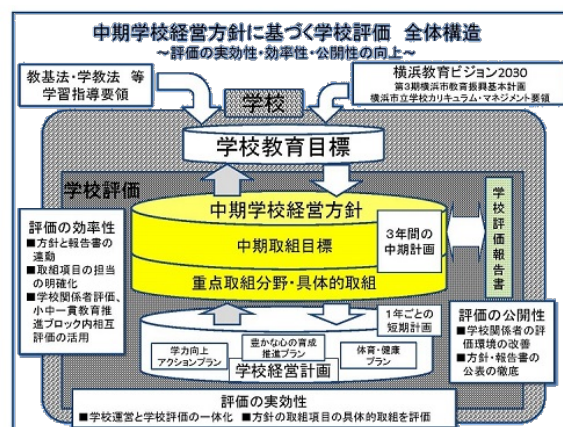 中期学校経営方針に基づく学校評価 全体構造
～評価の実効性・効率性・公開性の向上～
教基法・学教法 等
学習指導要領
横浜教育ビジョン2030
第3期横浜市教育振興基本計画
横浜市立学校カリキュラム・マネジメント要領
学校
学校教育目標
学校評価
中期学校経営方針
中期取組目標
重点取組分野・具体的取組
3年間の
中期計画
学校評価報告書
評価の効率性
■方針と報告書の
連動
■取組項目の担当
の明確化
■学校関係者評価、
小中一貫教育推
進ブロック内相互
評価の活用
1年ごとの
短期計画
学力向上
アクションプラン
豊かな心の育成
推進プラン
体育・健康
プラン
学校経営計画
評価の公開性
■学校関係者の評
価環境の改善
■方針・報告書の
公表の徹底
評価の実効性
■学校運営と学校評価の一体化 ■方針の取組項目の具体的取組を評価